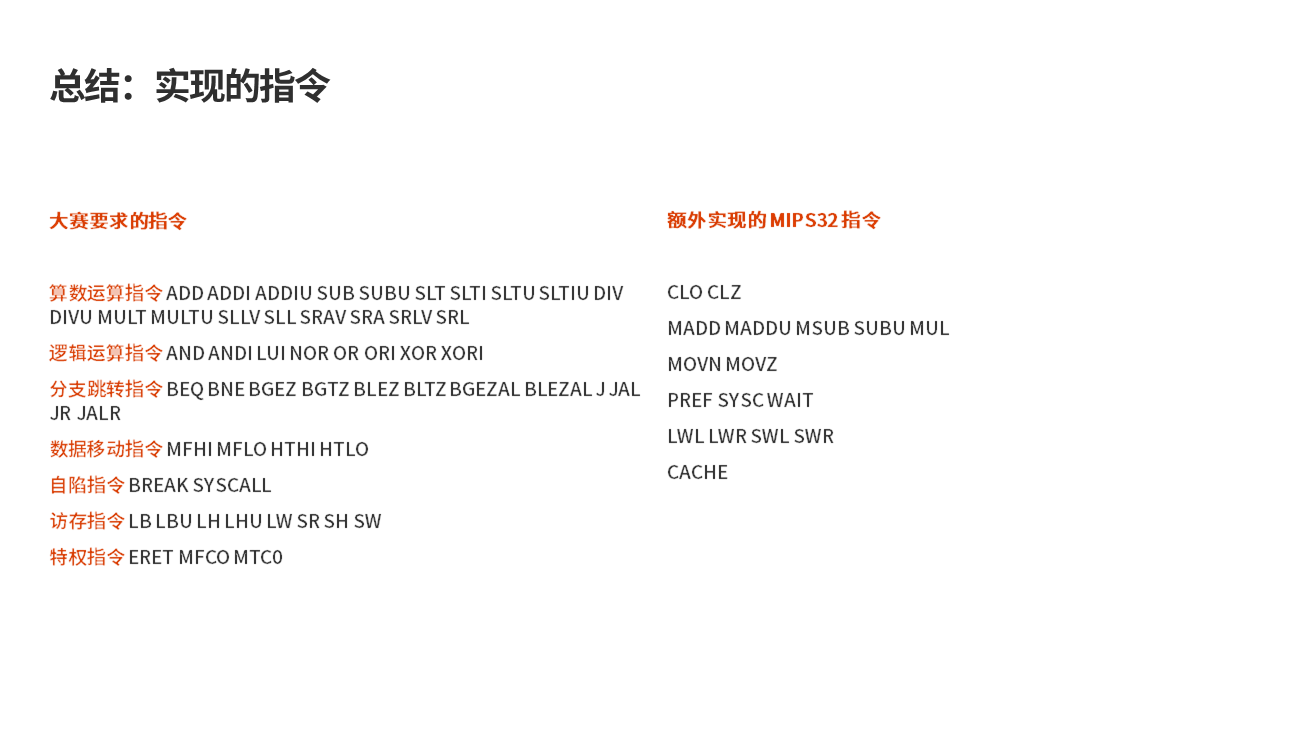 总结：实现的指令
大赛要求的指令
算数运算指令 ADD ADDI ADDIU SUB SUBU SLT SLTI SLTU SLTIU DIV
DIVU MULT MULTU SLLV SLL SRAV SRA SRLV SRL
逻辑运算指令 AND ANDI LUI NOR OR ORI XOR XORI
分支跳转指令 BEQ BNE BGEZ BGTZ BLEZ BLTZ BGEZAL BLEZAL J JAL
JR JALR
数据移动指令 MFHI MFLO HTHI HTLO
自陷指令 BREAK SYSCALL
访存指令 LB LBU LH LHU LW SR SH SW
特权指令 ERET MFCO MTC0
额外实现的 MIPS32 指令
CLO CLZ
MADD MADDU MSUB SUBU MUL
MOVN MOVZ
PREF SYSC WAIT
LWL LWR SWL SWR
CACHE